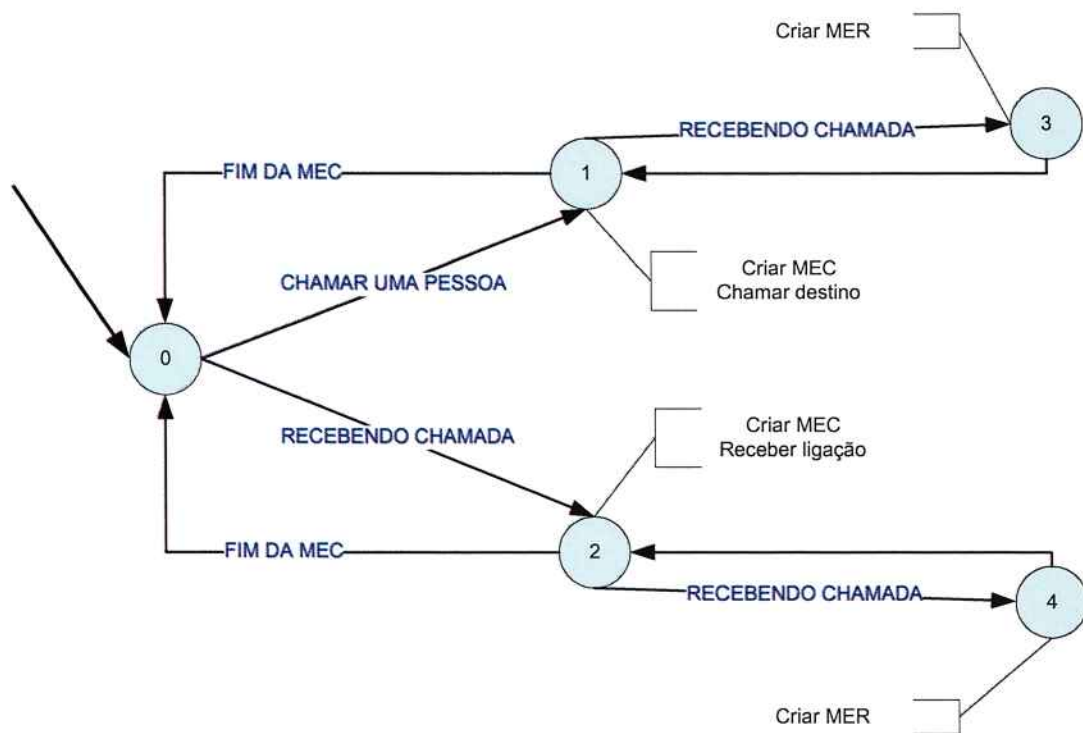 Criar MER
3
RECEBENDO CHAMADA
1
FIM DA MEC
Criar MEC
Chamar destino
CHAMAR UMA PESSOA
0
Criar MEC
Receber ligação
RECEBENDO CHAMADA
2
FIM DA MEC
RECEBENDO CHAMADA
4
Criar MER